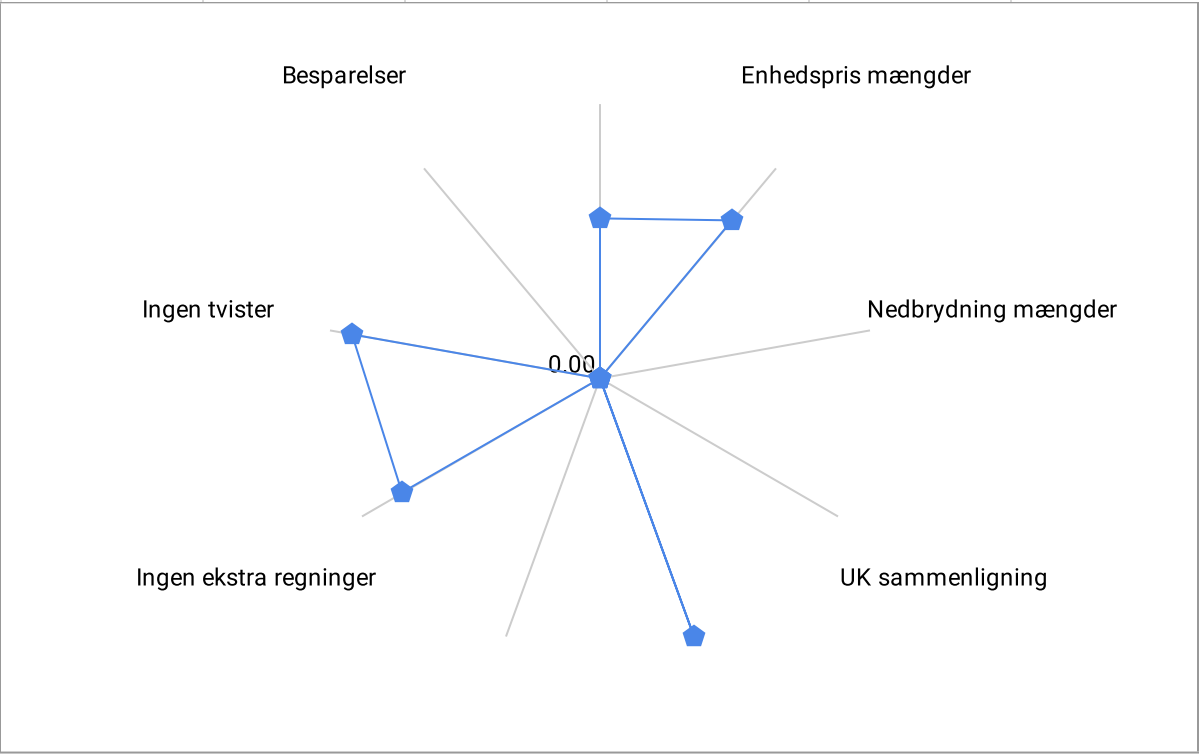 Besparelser
Enhedspris mængder
Ingen tvister
Nedbrydning mængder
0.00
Ingen ekstra regninger
UK sammenligning